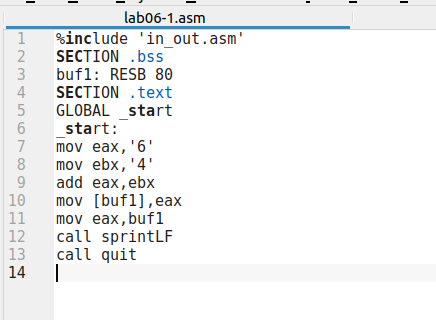 lab06-1.asm
1 %include 'in_out.asm'
2 SECTION .bss
3 buf1: RESB 80
4 SECTION .text
5 GLOBAL _start
6 _start:
7 mov eax,'6'
8 mov ebx,'4'
9 add eax,ebx
10 mov [buf1],eax
11 mov eax,buf1
12 call sprintLF
13 call quit
14